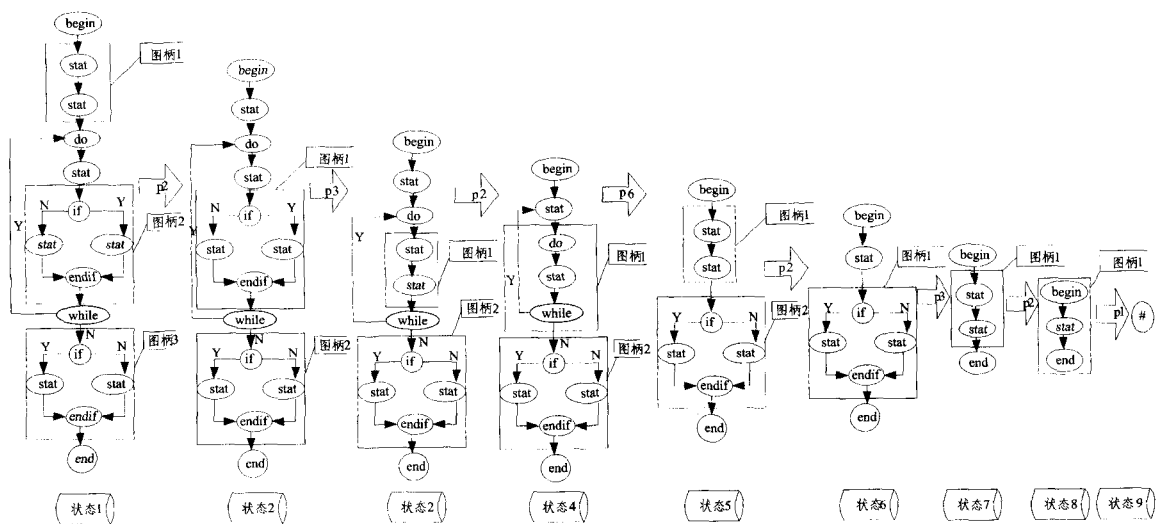 begin
stat
stat
图柄1
do
stat
if
N
Y
stat
stat
图柄2
endif
Y
while
N
if
Y
N
图柄3
stat
stat
endif
end
状态1
p2
begin
stat
do
stat
图柄1
N
if
Y
stat
stat
Y
endif
while
N
if
Y
N
图柄2
stat
stat
endif
end
状态2
p3
begin
stat
do
Y
stat
图柄1
stat
while
图柄2
N
if
Y
N
stat
stat
endif
end
状态2
p2
begin
stat
do
Y
stat
图柄1
while
N
if
Y
N
图柄2
stat
stat
endif
end
状态4
p6
begin
stat
图柄1
stat
if
Y
N
图柄2
stat
stat
endif
end
状态5
p2
begin
stat
图柄1
if
Y
N
stat
stat
endif
end
状态6
p3
begin
图柄1
stat
stat
end
状态7
p2
begin
图柄1
stat
end
状态8
p1
#
状态9